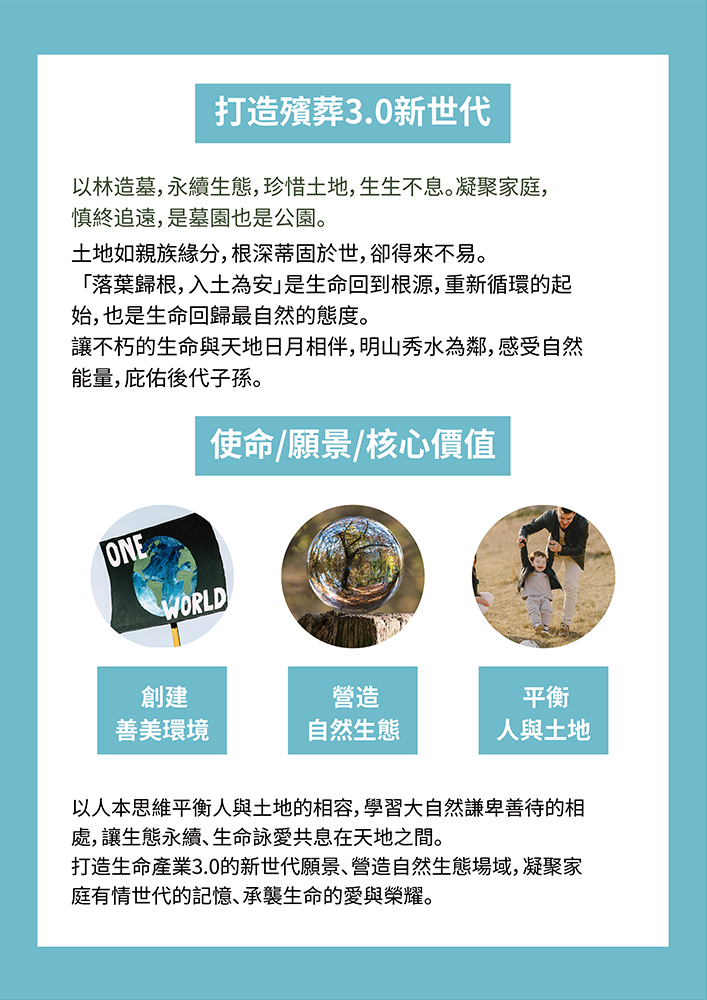 打造殯葬3.0新世代
以林造墓,永續生態,珍惜土地,生生不息。凝聚家庭,
慎終追遠,是墓園也是公園。
土地如親族緣分,根深蒂固於世,卻得來不易。
「落葉歸根,入土為安」是生命回到根源,重新循環的起
始,也是生命回歸最自然的態度。
讓不朽的生命與天地日月相伴,明山秀水為鄰,感受自然
能量,庇佑後代子孫。
使命/願景/核心價值
ONE
WORLD
創建
善美環境
營造
自然生態
平衡
人與土地
以人本思維平衡人與土地的相容,學習大自然謙卑善待的相
處,讓生態永續、生命詠愛共息在天地之間。
打造生命產業3.0的新世代願景、營造自然生態場域,凝聚家
庭有情世代的記憶、承襲生命的愛與榮耀。